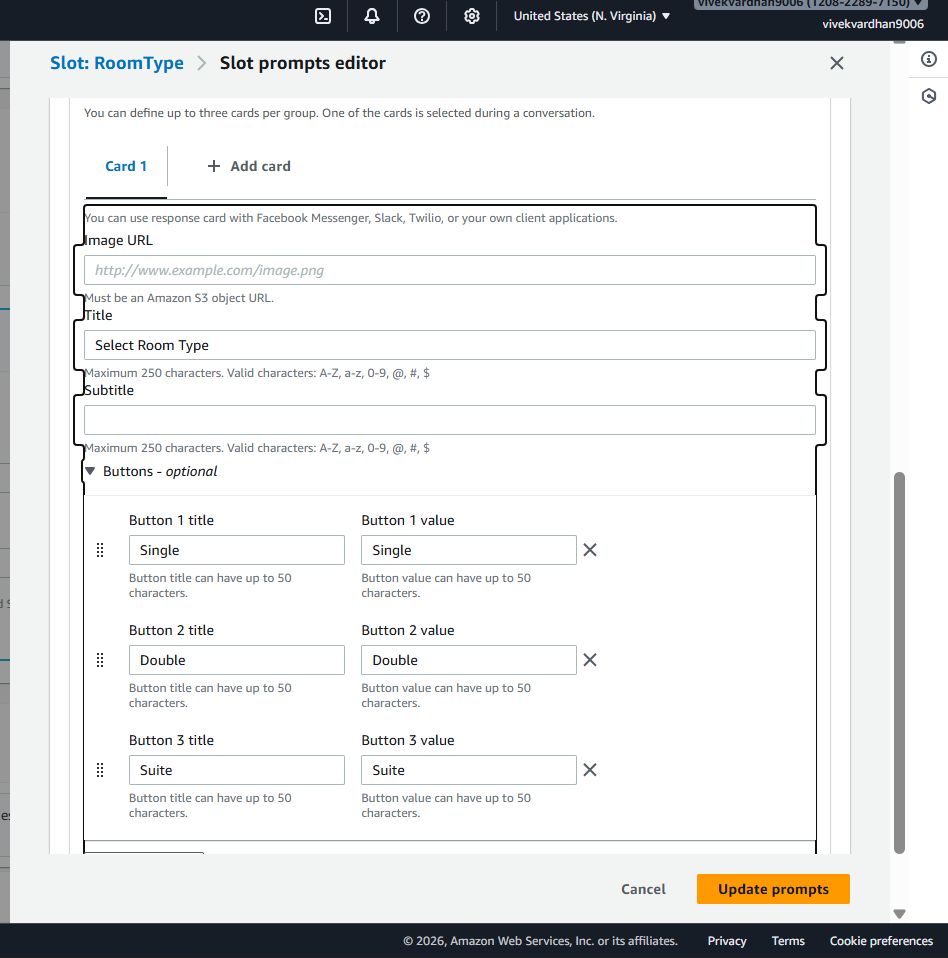 vivekvardhan9006 (1208-2289-7150)
United States (N. Virginia)
vivekvardhan9006
Slot: RoomType > Slot prompts editor
You can define up to three cards per group. One of the cards is selected during a conversation.
Card 1
+ Add card
You can use response card with Facebook Messenger, Slack, Twilio, or your own client applications.
Image URL
http://www.example.com/image.png
Must be an Amazon S3 object URL.
Title
Select Room Type
Maximum 250 characters. Valid characters: A-Z, a-z, 0-9, @, #, $
Subtitle
Maximum 250 characters. Valid characters: A-Z, a-z, 0-9, @, #, $
Buttons - optional
Button 1 title Button 1 value
Single Single
Button title can have up to 50 Button value can have up to 50
characters. characters.
Button 2 title Button 2 value
Double Double
Button title can have up to 50 Button value can have up to 50
characters. characters.
Button 3 title Button 3 value
Suite Suite
Button title can have up to 50 Button value can have up to 50
characters. characters.
Cancel Update prompts
© 2026, Amazon Web Services, Inc. or its affiliates. Privacy Terms Cookie preferences